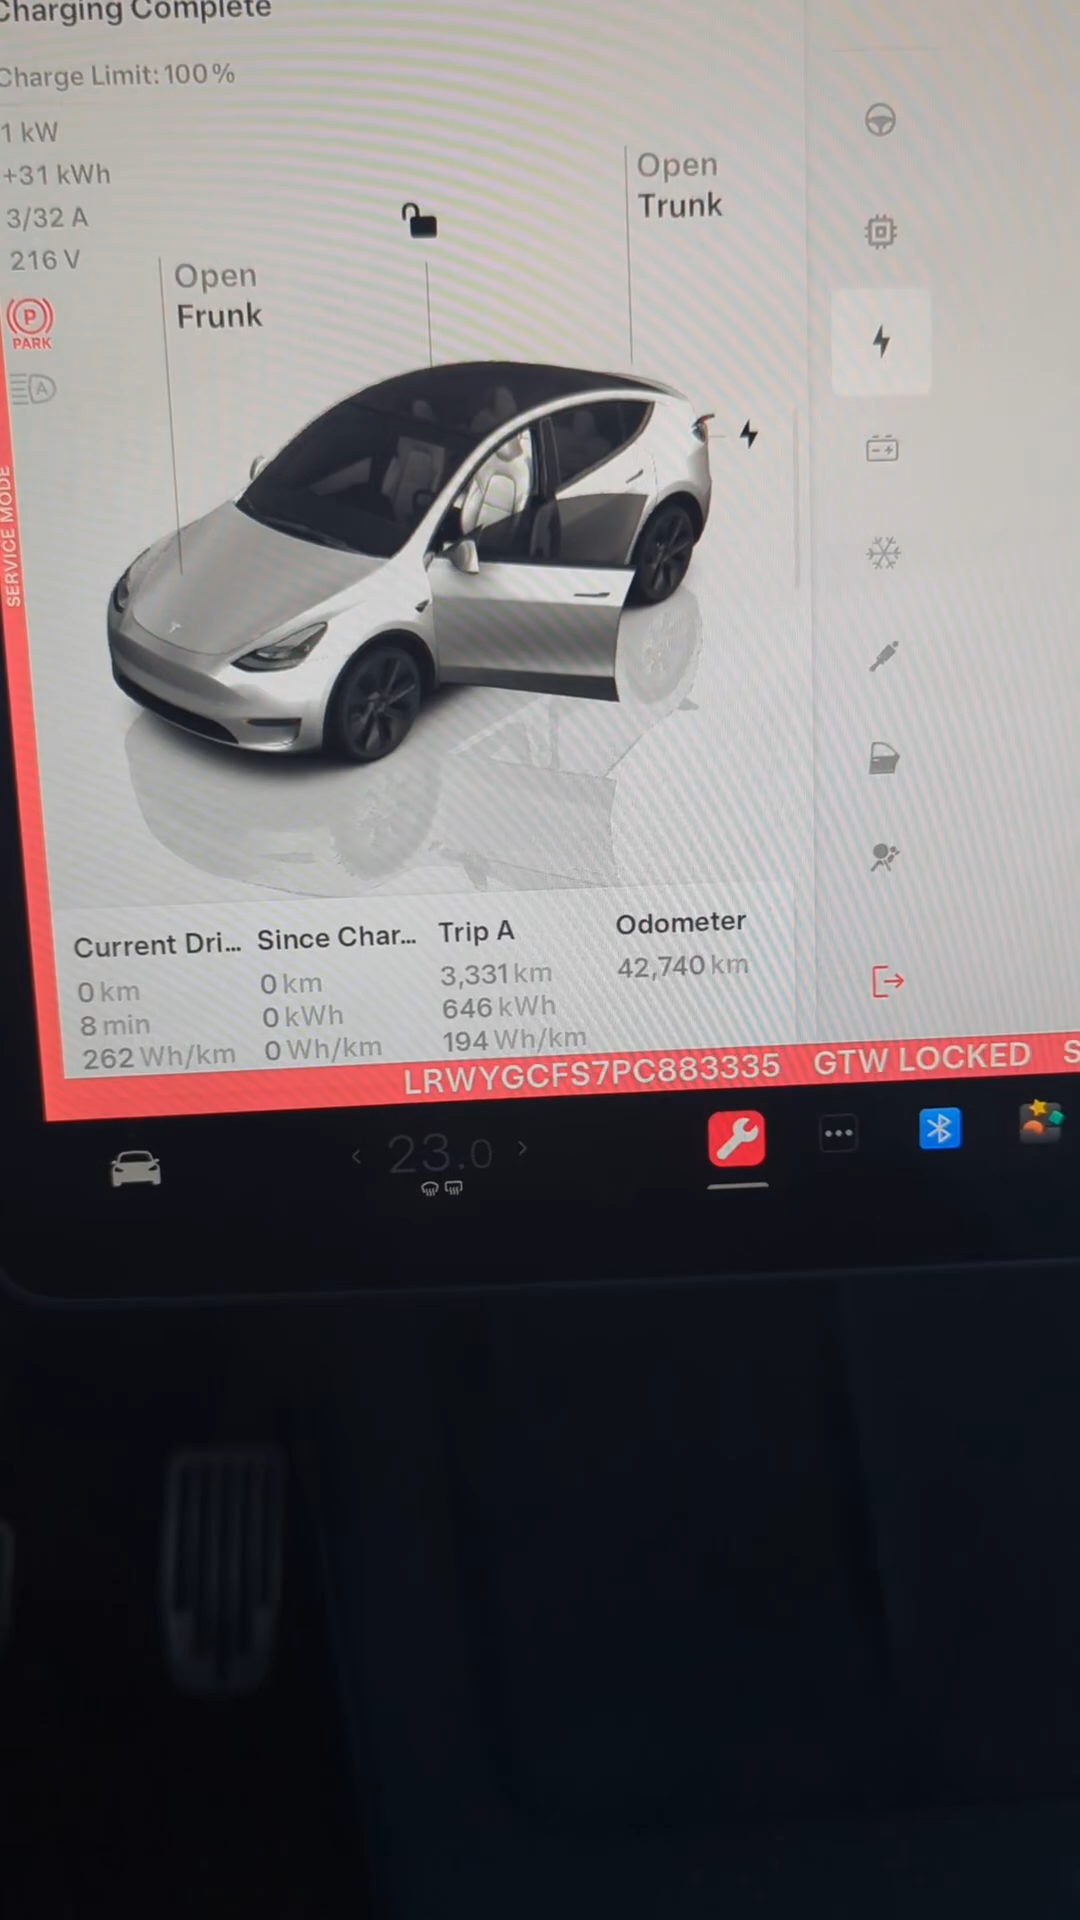 Charging Complete
Charge Limit: 100%
1 kW
+31 kWh
3/32 A
216 V
PARK
A
SERVICE MODE
Open
Frunk
Open
Trunk
Current Dri...
0 km
8 min
262 Wh/km
Since Char...
0 km
0 kWh
0 Wh/km
Trip A
3,331 km
646 kWh
194 Wh/km
Odometer
42,740 km
LRWYGCFS7PC883335 GTW LOCKED S
23.0